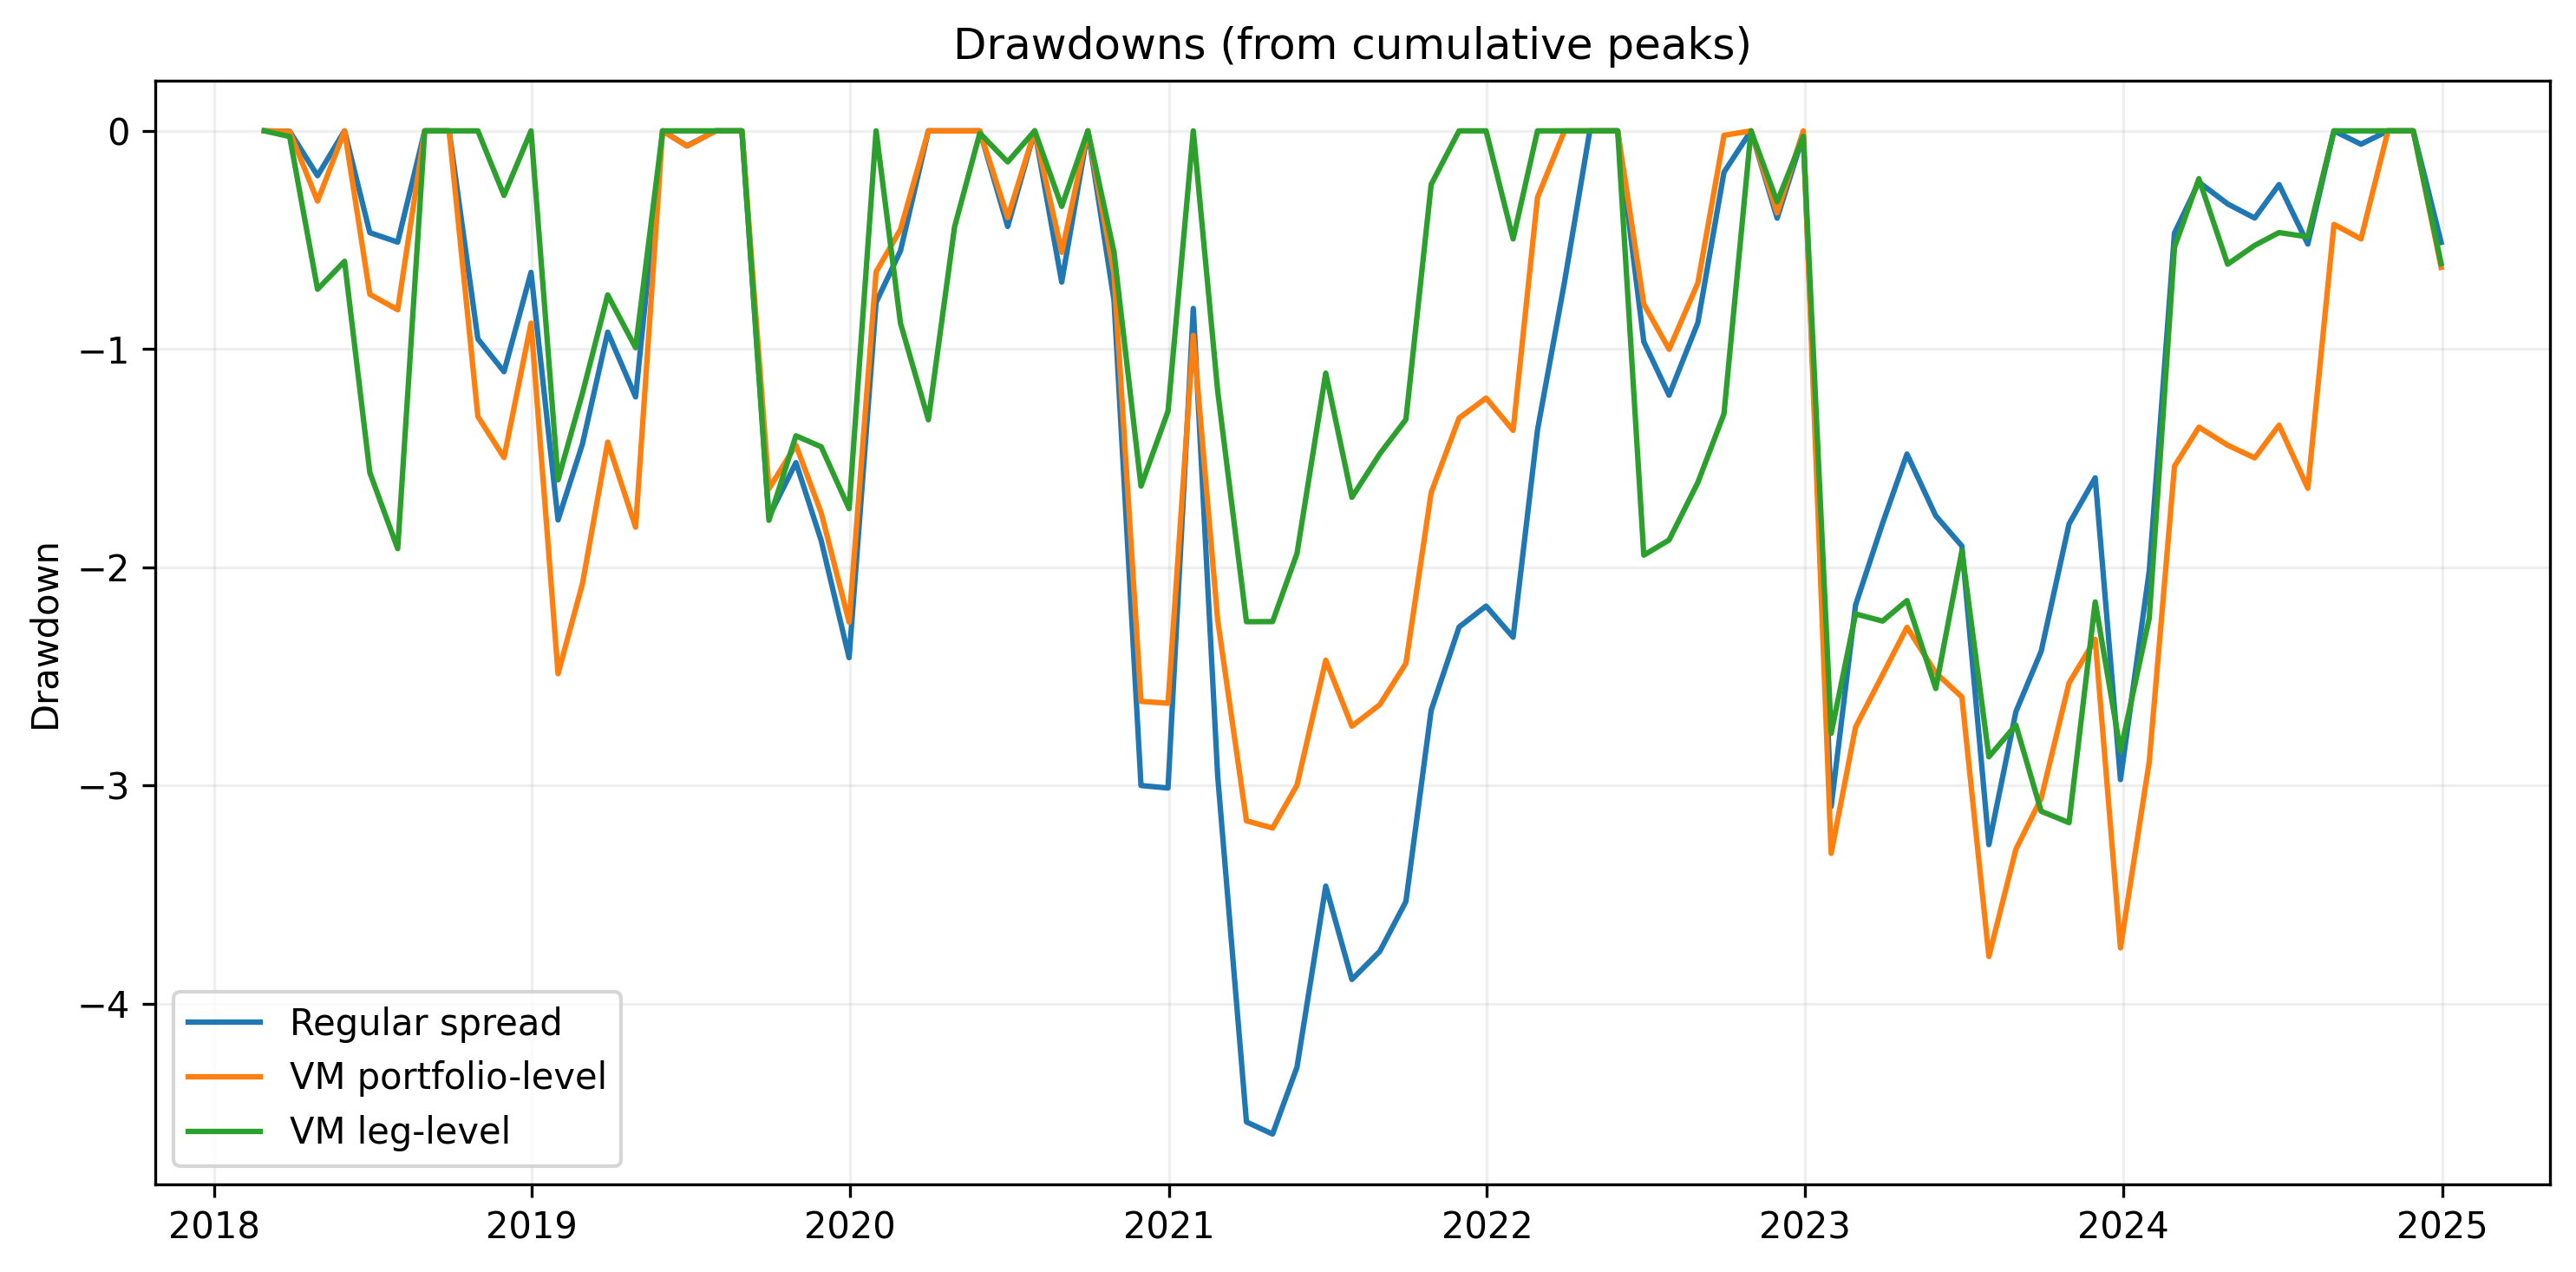 Drawdowns (from cumulative peaks)
Drawdown
0
−1
−2
−3
−4
Regular spread
VM portfolio-level
VM leg-level
2018 2019 2020 2021 2022 2023 2024 2025